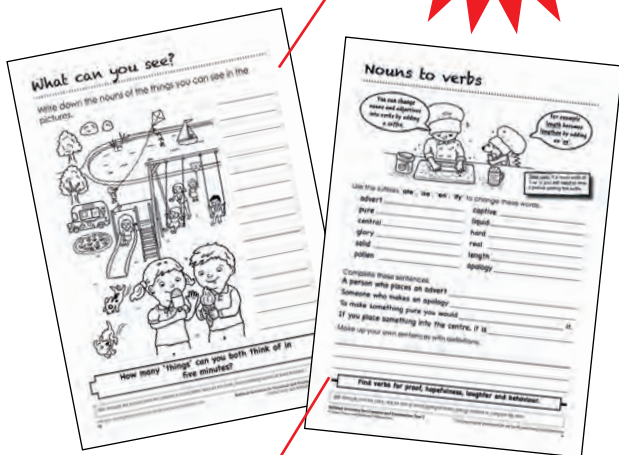 What can you see?
Write down the nouns of the things you can see in the
pictures.
How many 'things' can you both think of in
five minutes?
Nouns to verbs
You can change
nouns and adjectives
into verbs by adding
a suffix.
For example
length becomes
lengthen by adding
an 'en'.
Use the suffixes ate, ise, en, ify to change these words.
advert
captive
pure
liquid
central
hard
glory
real
solid
length
pollen
apology
Complete these sentences.
A person who places an advert
Someone who makes an apology
To make something pure you would it.
If you place something into the centre, it is
Make up your own sentences with definitions.
Find verbs for proof, hopefulness, laughter and behaviour.